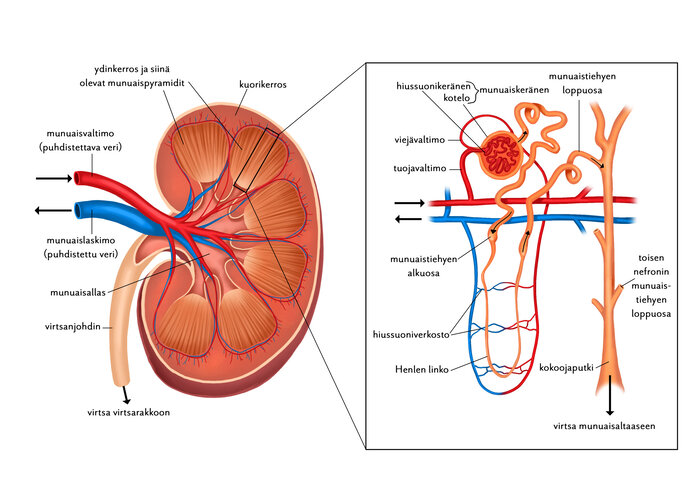 ydinkerros ja siinä
olevat munuaispyramidit
kuorikerros
munuaisvaltimo
(puhdistettava veri)
munuaislaskimo
(puhdistettu veri)
munuaisallas
virtsanjohdin
virtsa virtsarakkoon
hiussuonikeränen
kotelo
munuaiskeränen
munuaistiehyen
loppuosa
viejävaltimo
tuojavaltimo
munuaistiehyen
alkuosa
toisen
nefronin
munuais-
tiehyen
loppuosa
hiussuoniverkosto
Henlen linko
kokoojaputki
virtsa munuaisaltaaseen